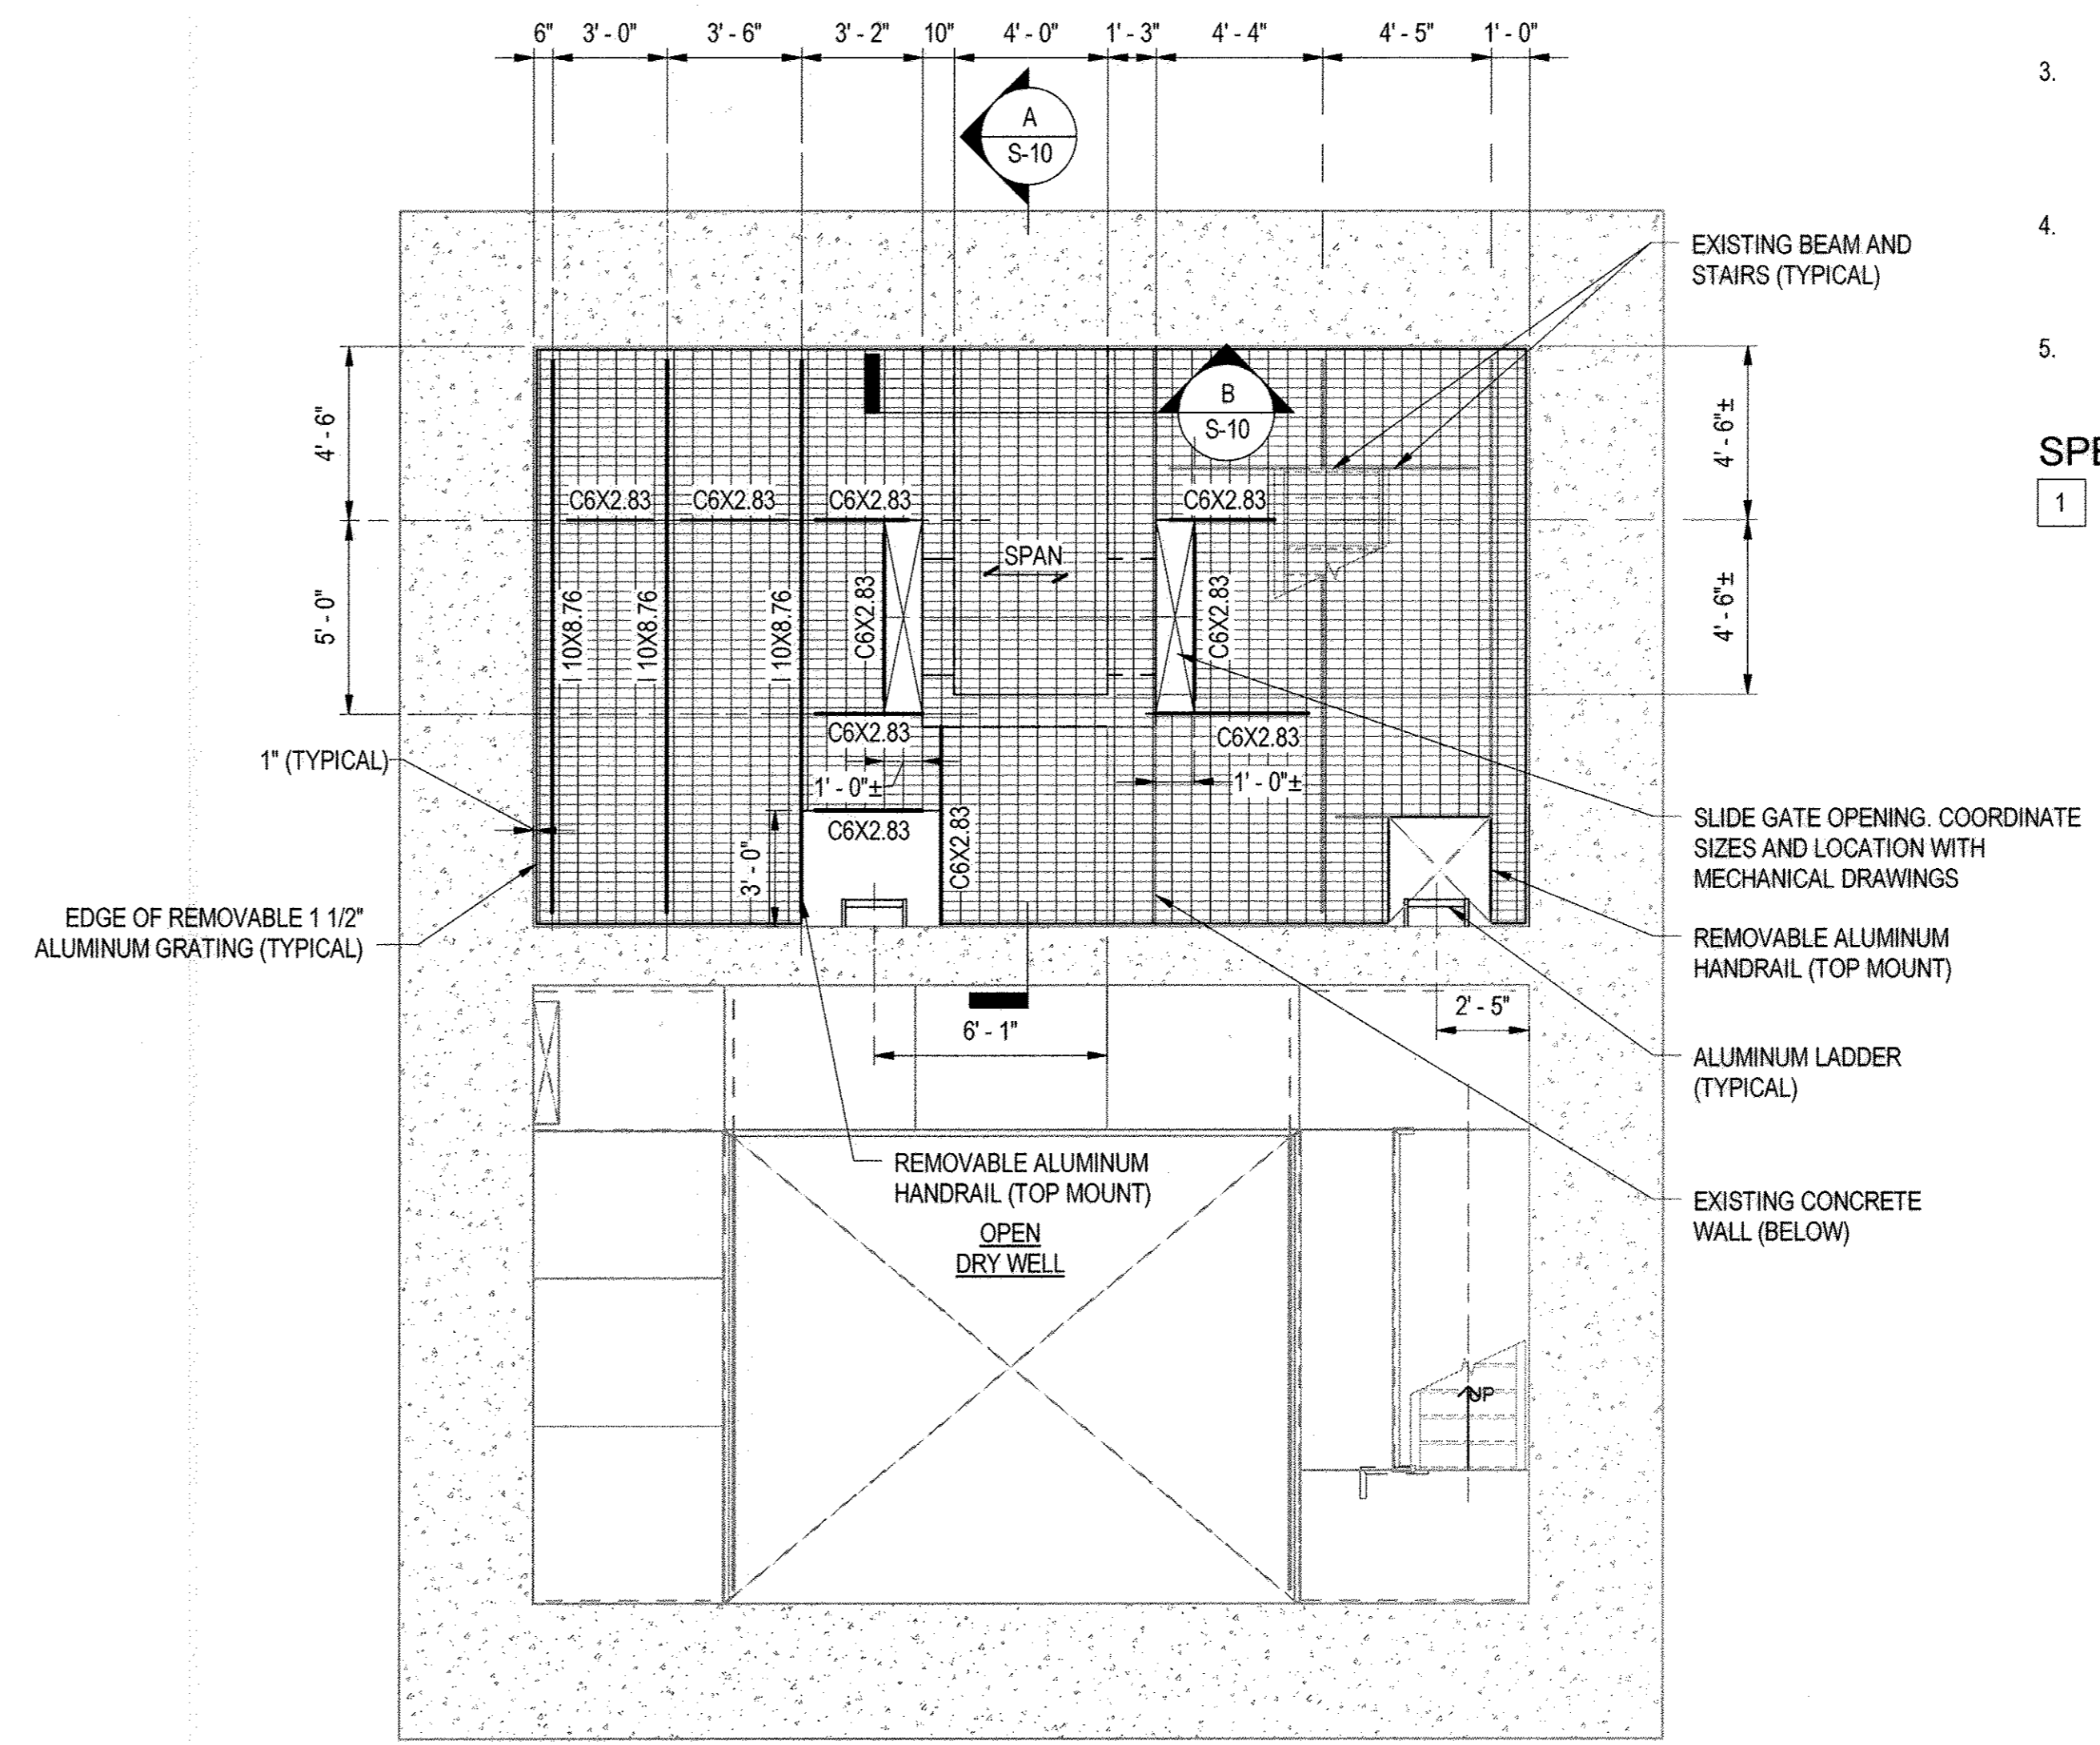 6" 3' - 0" 3' - 6" 3' - 2" 10" 4' - 0" 1' - 3" 4' - 4" 4' - 5" 1' - 0"
3.
A
S-10
4.
EXISTING BEAM AND
STAIRS (TYPICAL)
5.
B
S-10
4' - 6"
4' - 6"±
SPE
1
C6X2.83 C6X2.83 C6X2.83 C6X2.83
SPAN
5' - 0"
I 10X8.76
I 10X8.76
I 10X8.76
C6X2.83
C6X2.83
4' - 6"±
C6X2.83
C6X2.83
1" (TYPICAL)
1' - 0"±
1' - 0"±
C6X2.83
C6X2.83
3' - 0"
SLIDE GATE OPENING. COORDINATE
SIZES AND LOCATION WITH
MECHANICAL DRAWINGS
EDGE OF REMOVABLE 1 1/2"
ALUMINUM GRATING (TYPICAL)
REMOVABLE ALUMINUM
HANDRAIL (TOP MOUNT)
2' - 5"
6' - 1"
ALUMINUM LADDER
(TYPICAL)
REMOVABLE ALUMINUM
HANDRAIL (TOP MOUNT)
EXISTING CONCRETE
WALL (BELOW)
OPEN
DRY WELL
UP